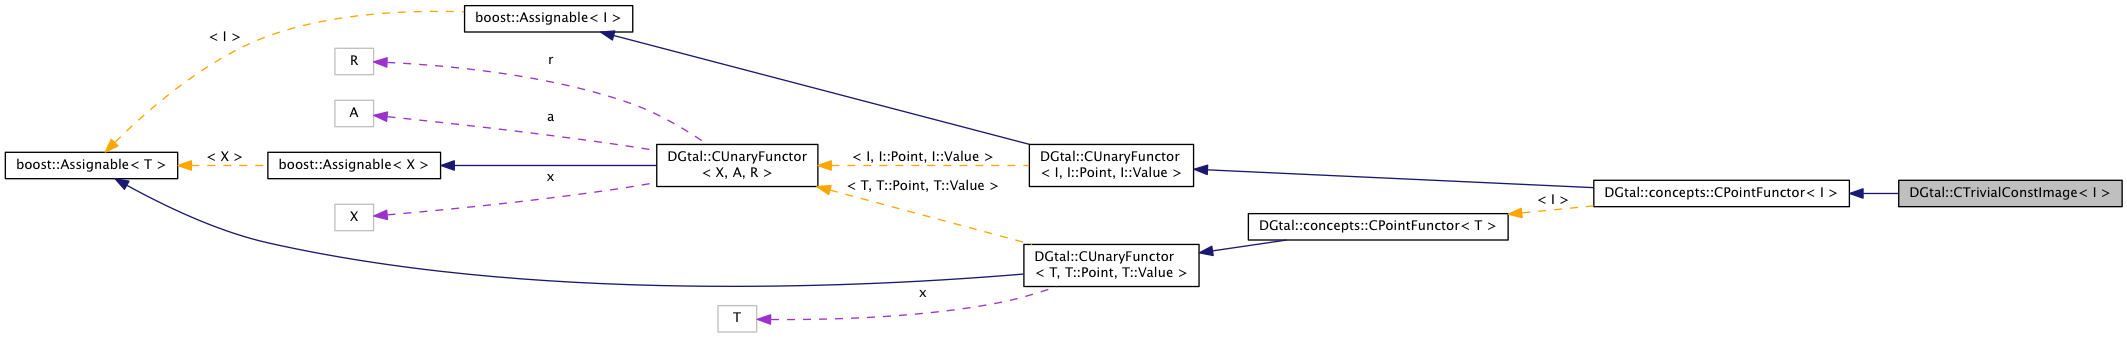 boost::Assignable< I >
< I >
R
r
A
a
boost::Assignable< T >
< X >
boost::Assignable< X >
x
X
DGtal::CUnaryFunctor
< X, A, R >
< I, I::Point, I::Value >
< T, T::Point, T::Value >
DGtal::CUnaryFunctor
< I, I::Point, I::Value >
DGtal::concepts::CPointFunctor< I >
DGtal::CTrivialConstImage< I >
< I >
DGtal::concepts::CPointFunctor< T >
DGtal::CUnaryFunctor
< T, T::Point, T::Value >
x
T